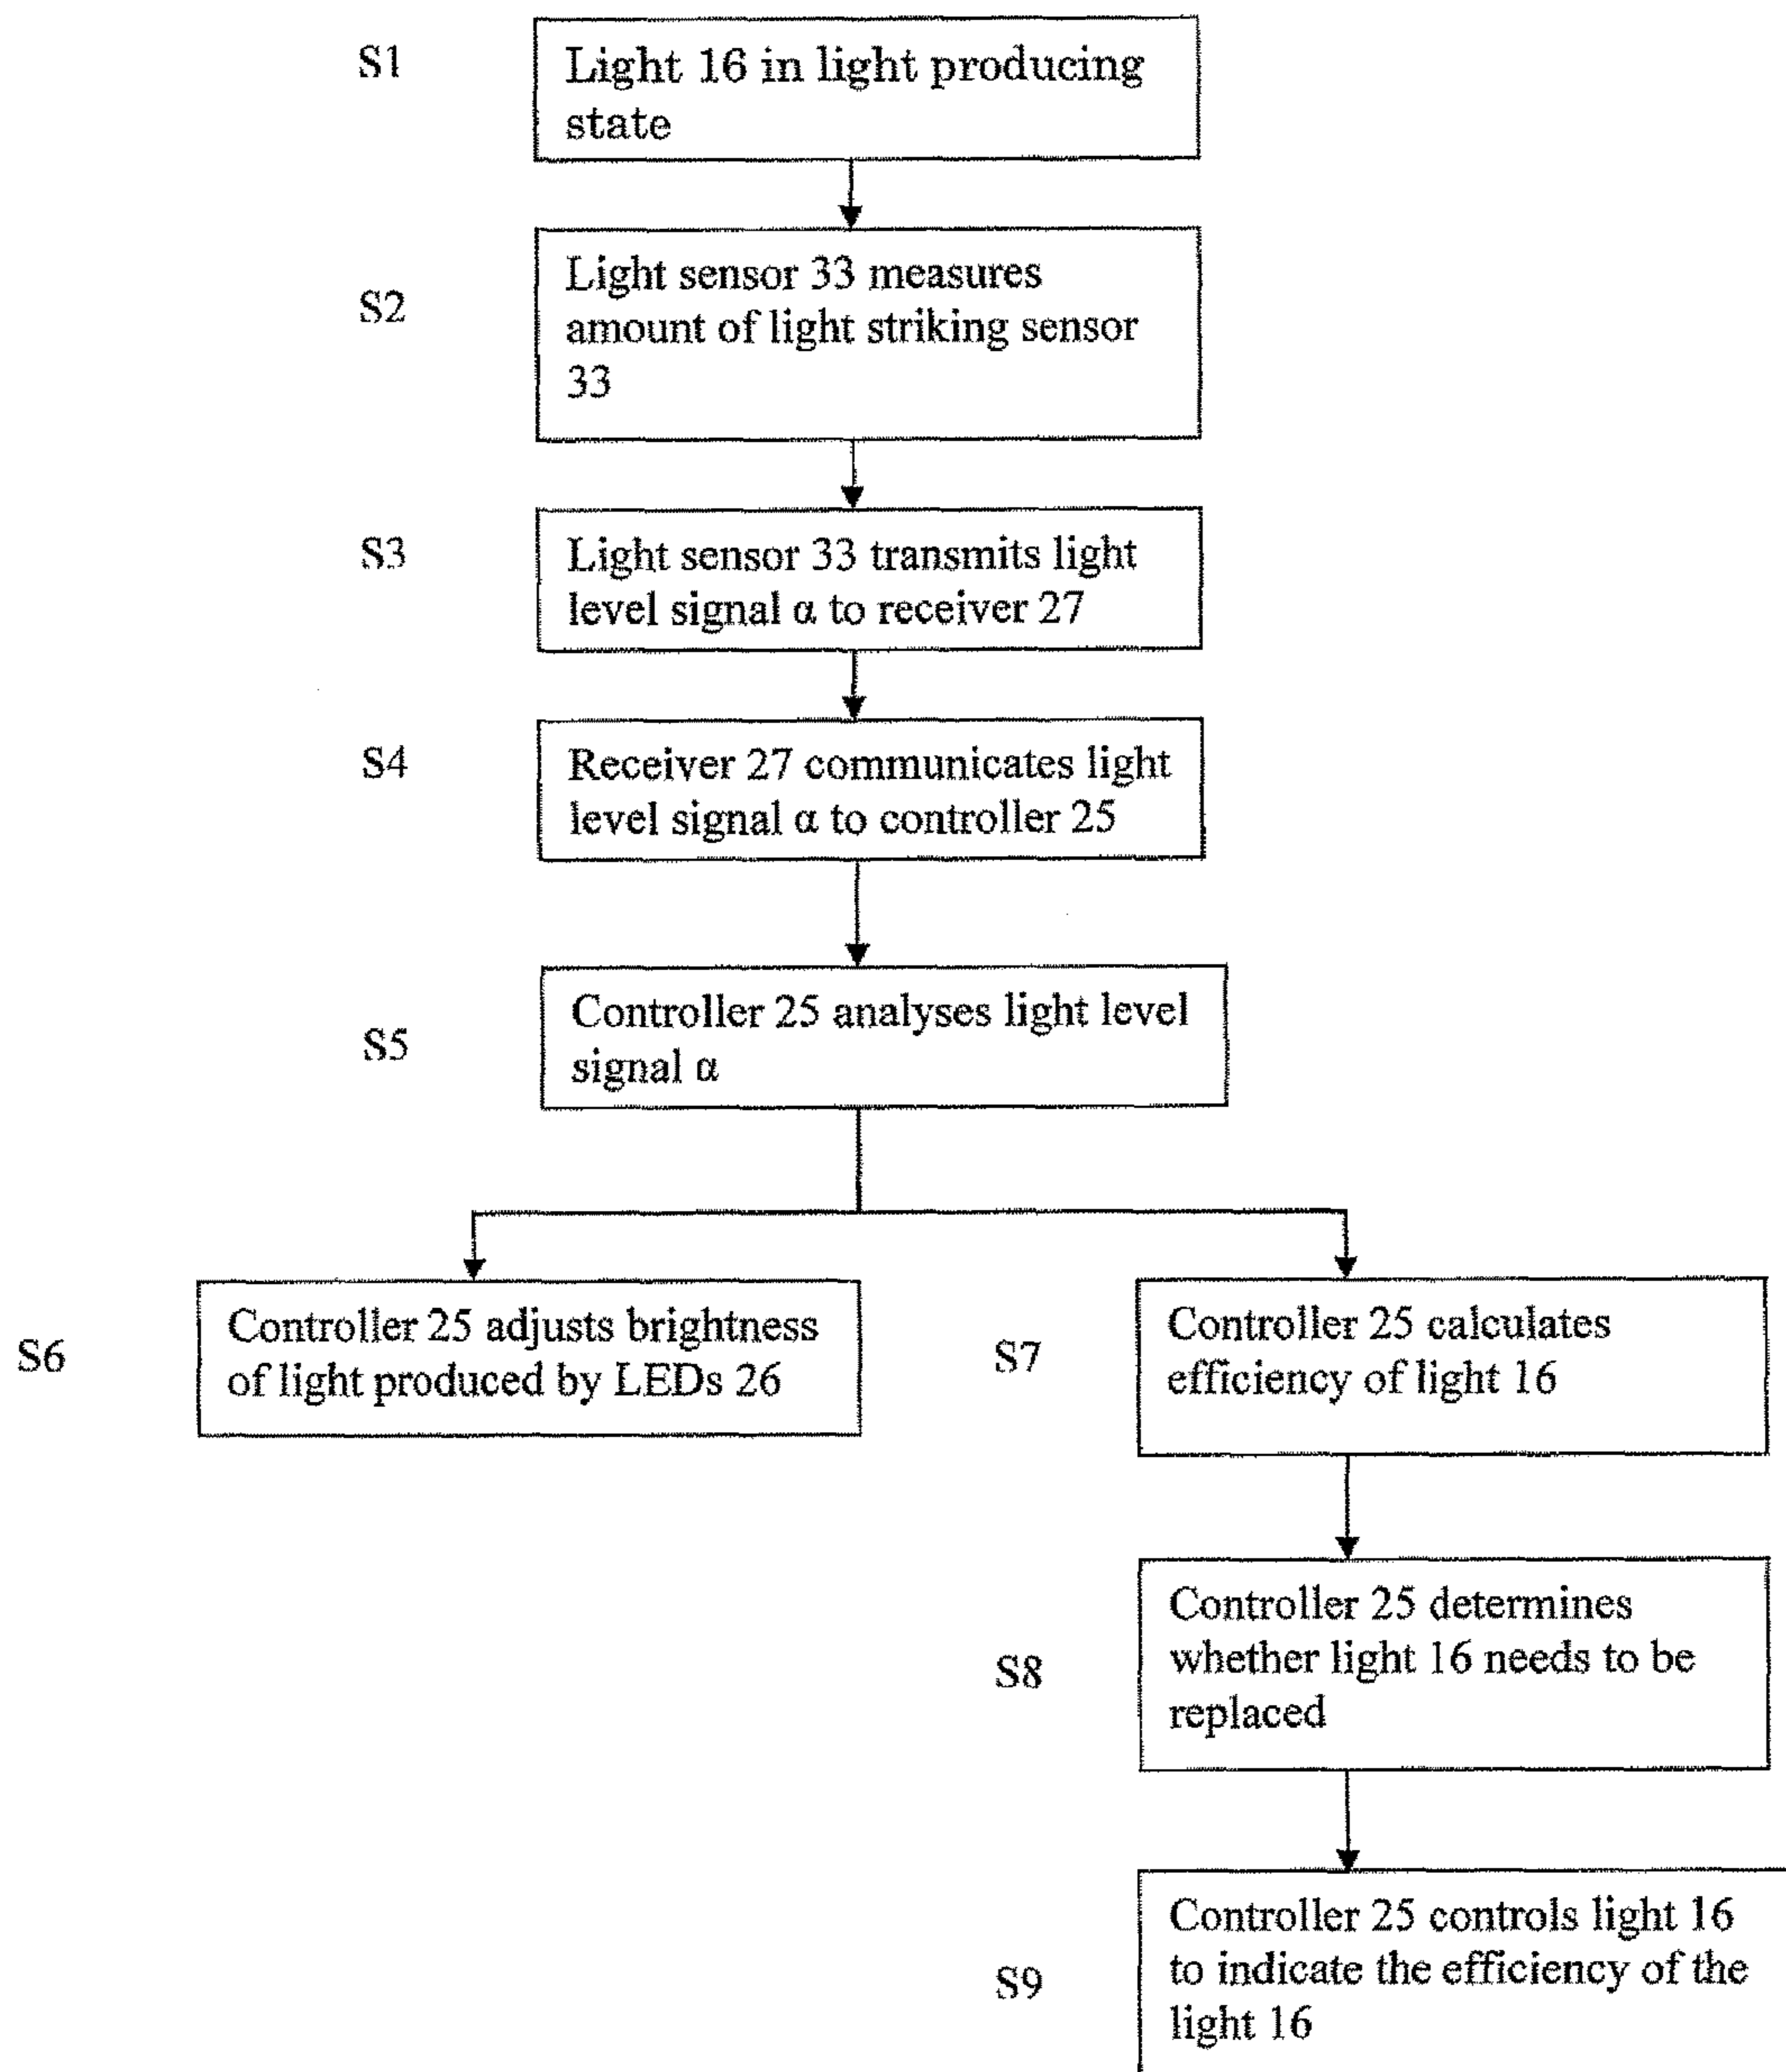 S1
Light 16 in light producing
state
S2
Light sensor 33 measures
amount of light striking sensor
33
S3
Light sensor 33 transmits light
level signal α to receiver 27
S4
Receiver 27 communicates light
level signal α to controller 25
S5
Controller 25 analyses light level
signal α
S6
Controller 25 adjusts brightness
of light produced by LEDs 26
S7
Controller 25 calculates
efficiency of light 16
S8
Controller 25 determines
whether light 16 needs to be
replaced
S9
Controller 25 controls light 16
to indicate the efficiency of the
light 16